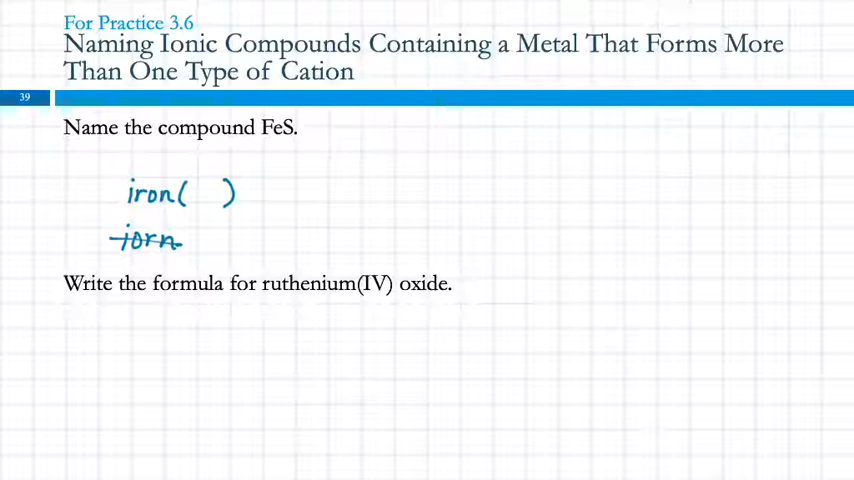 For Practice 3.6
Naming Ionic Compounds Containing a Metal That Forms More
Than One Type of Cation
39
Name the compound FeS.
iron( )
iorn
Write the formula for ruthenium(IV) oxide.